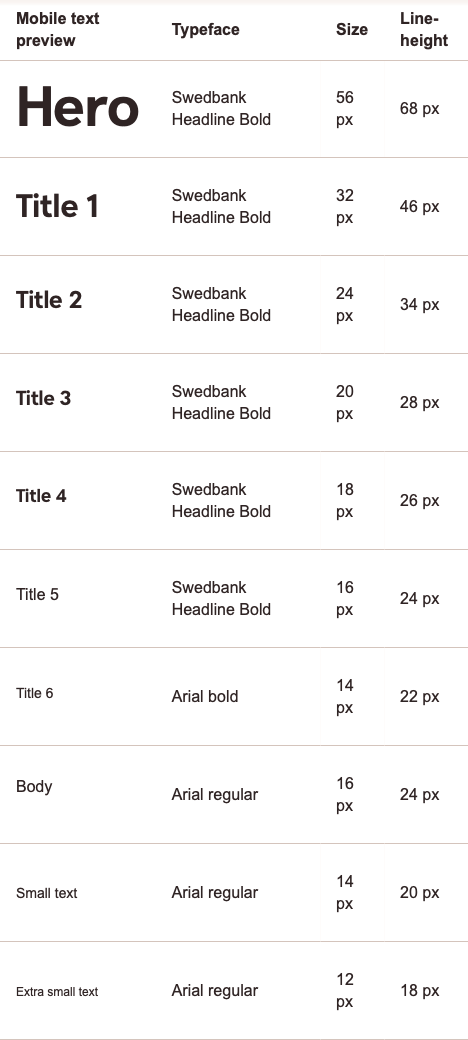 Mobile text preview Typeface Size Line-height
Hero Swedbank Headline Bold 56 px 68 px
Title 1 Swedbank Headline Bold 32 px 46 px
Title 2 Swedbank Headline Bold 24 px 34 px
Title 3 Swedbank Headline Bold 20 px 28 px
Title 4 Swedbank Headline Bold 18 px 26 px
Title 5 Swedbank Headline Bold 16 px 24 px
Title 6 Arial bold 14 px 22 px
Body Arial regular 16 px 24 px
Small text Arial regular 14 px 20 px
Extra small text Arial regular 12 px 18 px